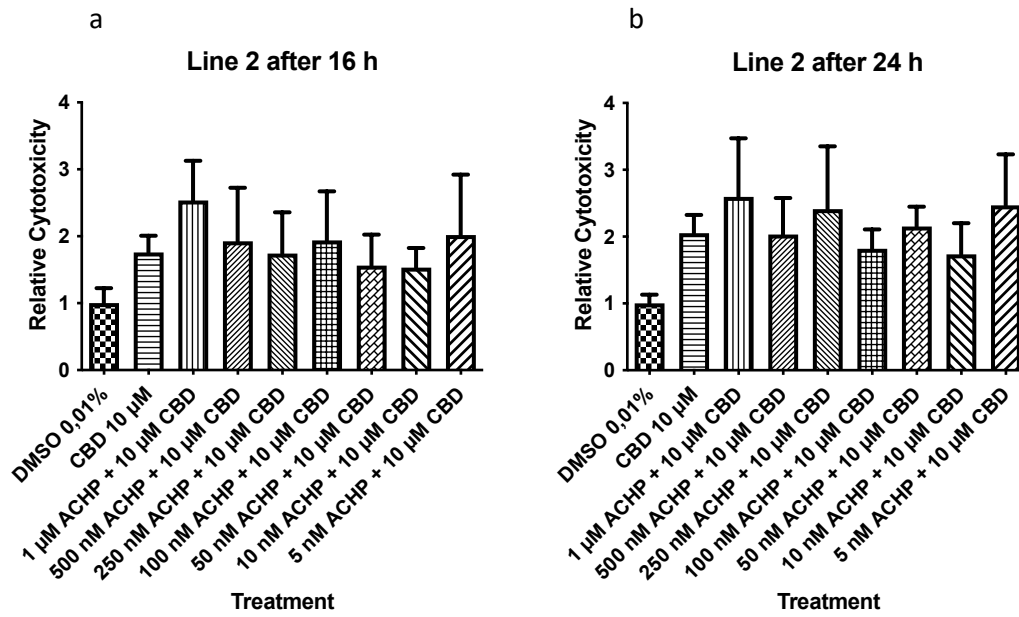 a
Line 2 after 16 h
Relative Cytotoxicity
4
3
2
1
0
DMSO 0,01%
CBD 10 µM
1 µM ACHP + 10 µM CBD
500 nM ACHP + 10 µM CBD
250 nM ACHP + 10 µM CBD
100 nM ACHP + 10 µM CBD
50 nM ACHP + 10 µM CBD
10 nM ACHP + 10 µM CBD
5 nM ACHP + 10 µM CBD
Treatment
b
Line 2 after 24 h
Relative Cytotoxicity
4
3
2
1
0
DMSO 0,01%
CBD 10 µM
1 µM ACHP + 10 µM CBD
500 nM ACHP + 10 µM CBD
250 nM ACHP + 10 µM CBD
100 nM ACHP + 10 µM CBD
50 nM ACHP + 10 µM CBD
10 nM ACHP + 10 µM CBD
5 nM ACHP + 10 µM CBD
Treatment